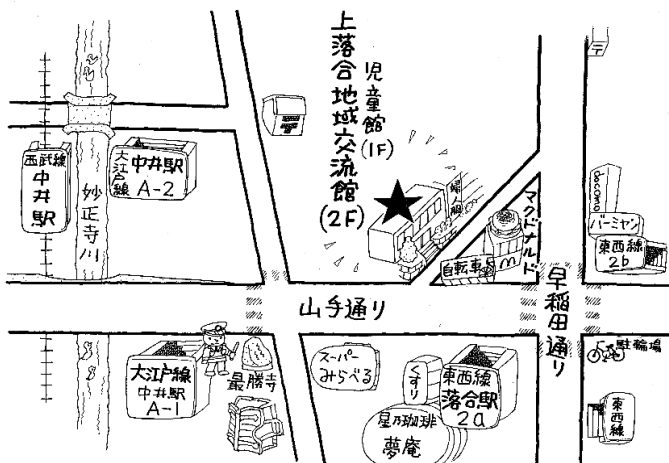 上落合地域交流館
(2F)
児童館
(1F)
〒
西武線
中井駅
妙正寺川
大江戸線
中井駅
A-2
婦人服
マクドナルド
m
自転車
docomo
バーミヤン
東西線
2b
山手通り
早稲田通り
大江戸線
中井駅
A-1
最勝寺
スーパー
みらべる
くすり
東西線
落合駅
2a
星乃珈琲
夢庵
駐輪場
東西線